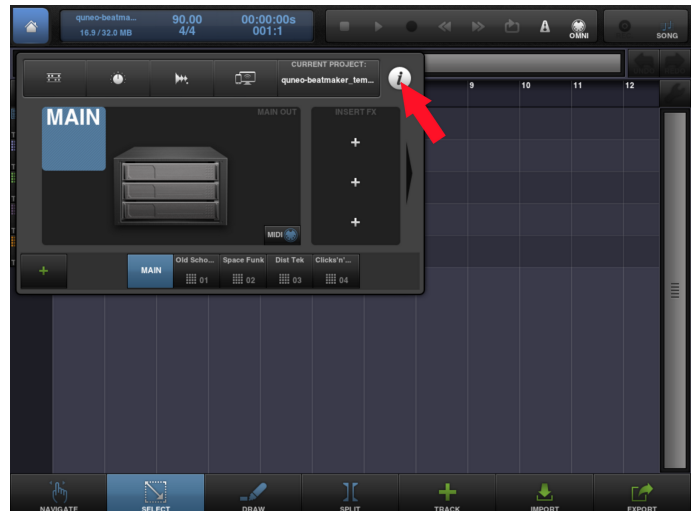 quneo-beatma...
16.9 / 32.0 MB
90.00
4/4
00:00:00s
001:1
OMNI
SONG
CURRENT PROJECT:
quneo-beatmaker_tem...
i
9 10 11 12
MAIN
MAIN OUT
INSERT FX
MIDI
MAIN
Old Scho...
01
Space Funk
02
Dist Tek
03
Clicks'n'...
04
NAVIGATE
SELECT
DRAW
SPLIT
TRACK
IMPORT
EXPORT